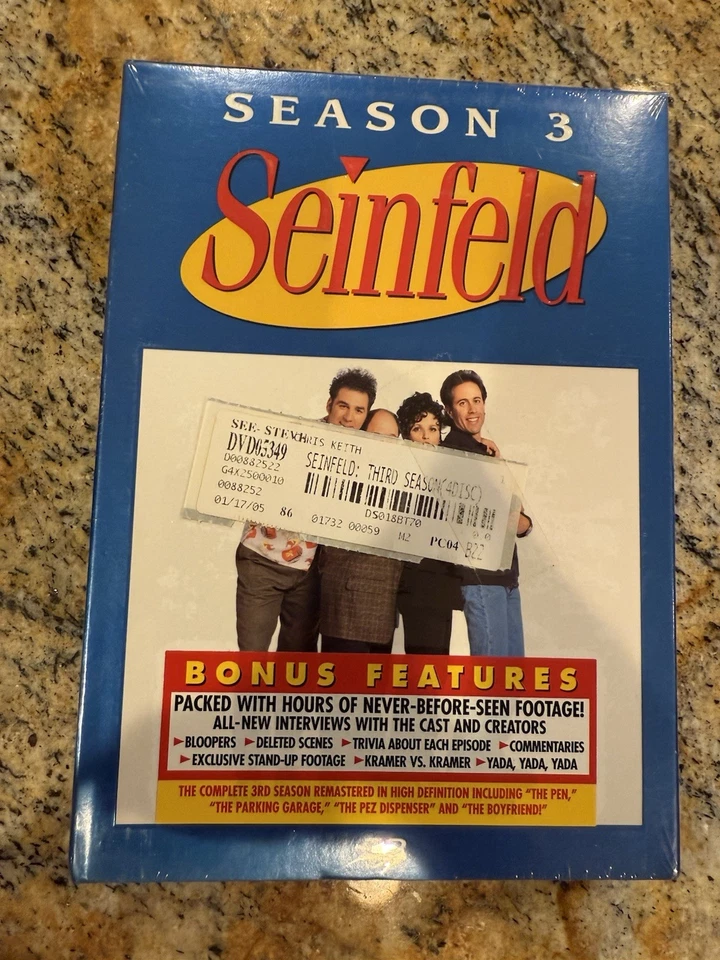 SEASON 3
Seinfeld
SEE- STEV HRIS KEITH
DVD05349
SEINFELD: THIRD SEASON(4DISC)
D00882522
G4X2500010
0088252
DS018BT70
01/17/05 86 01732 00059 M2 PC04 B22
BONUS FEATURES
PACKED WITH HOURS OF NEVER-BEFORE-SEEN FOOTAGE!
ALL-NEW INTERVIEWS WITH THE CAST AND CREATORS
▶BLOOPERS ▶DELETED SCENES ▶TRIVIA ABOUT EACH EPISODE ▶COMMENTARIES
▶EXCLUSIVE STAND-UP FOOTAGE ▶KRAMER VS. KRAMER ▶YADA, YADA, YADA
THE COMPLETE 3RD SEASON REMASTERED IN HIGH DEFINITION INCLUDING "THE PEN,"
"THE PARKING GARAGE," "THE PEZ DISPENSER" AND "THE BOYFRIEND!"